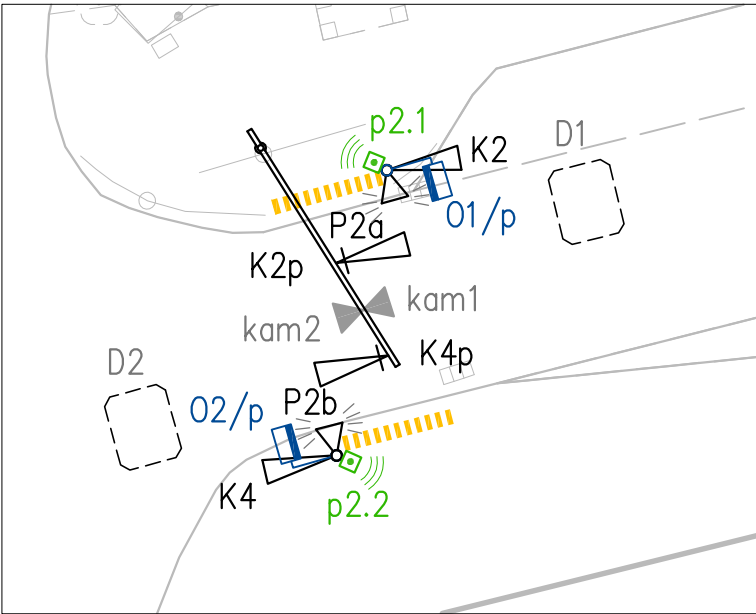 p2.1
D1
K2
O1/p
P2a
K2p
kam1
kam2
K4p
D2
O2/p
P2b
K4
p2.2